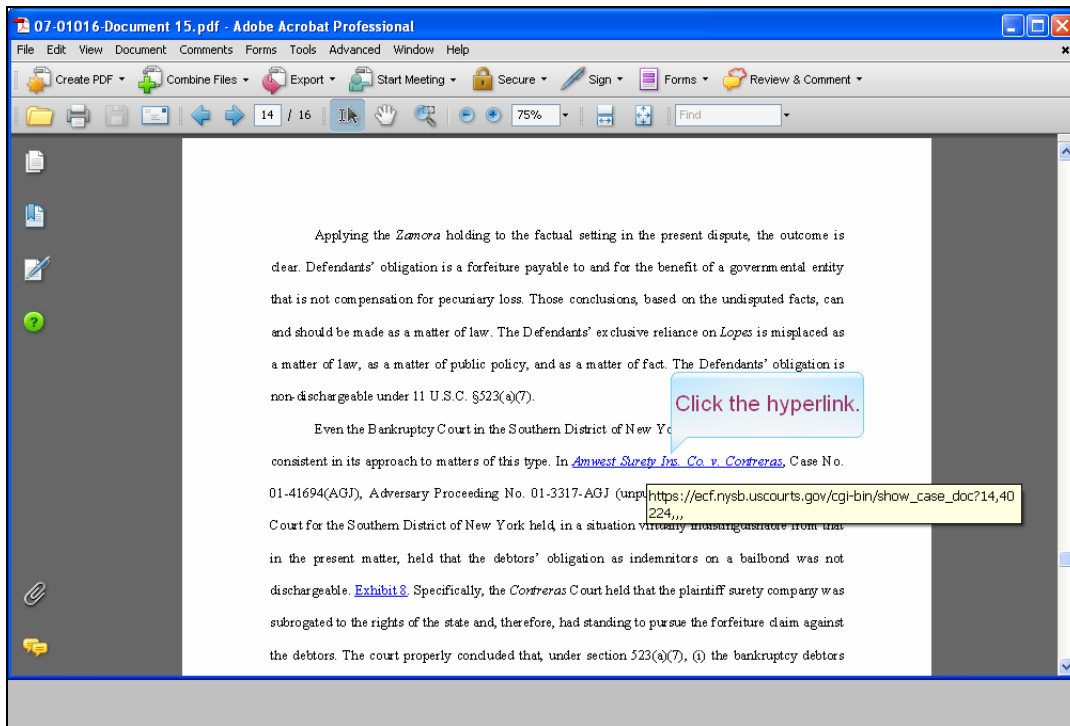 07-01016-Document 15.pdf - Adobe Acrobat Professional
File Edit View Document Comments Forms Tools Advanced Window Help
Create PDF Combine Files Export Start Meeting Secure Sign Forms Review & Comment
14 / 16 75% Find
Applying the Zamora holding to the factual setting in the present dispute, the outcome is
clear. Defendants' obligation is a forfeiture payable to and for the benefit of a governmental entity
that is not compensation for pecuniary loss. Those conclusions, based on the undisputed facts, can
and should be made as a matter of law. The Defendants' exclusive reliance on Lopes is misplaced as
a matter of law, as a matter of public policy, and as a matter of fact. The Defendants' obligation is
non-dischargeable under 11 U.S.C. §523(a)(7).
Click the hyperlink.
Even the Bankruptcy Court in the Southern District of New
consistent in its approach to matters of this type. In Amwest Surety Ins. Co. v. Contreras, Case No.
01-41694(AGJ), Adversary Proceeding No. 01-3317-AGJ
https://ecf.nysb.uscourts.gov/cgi-bin/show_case_doc?14,40
224,,,
Court for the Southern District of New York held, in a situation virtually indistinguishable from that
in the present matter, held that the debtors' obligation as indemnitors on a bailbond was not
dischargeable. Exhibit 8. Specifically, the Contreras Court held that the plaintiff surety company was
subrogated to the rights of the state and, therefore, had standing to pursue the forfeiture claim against
the debtors. The court properly concluded that, under section 523(a)(7), (i) the bankruptcy debtors